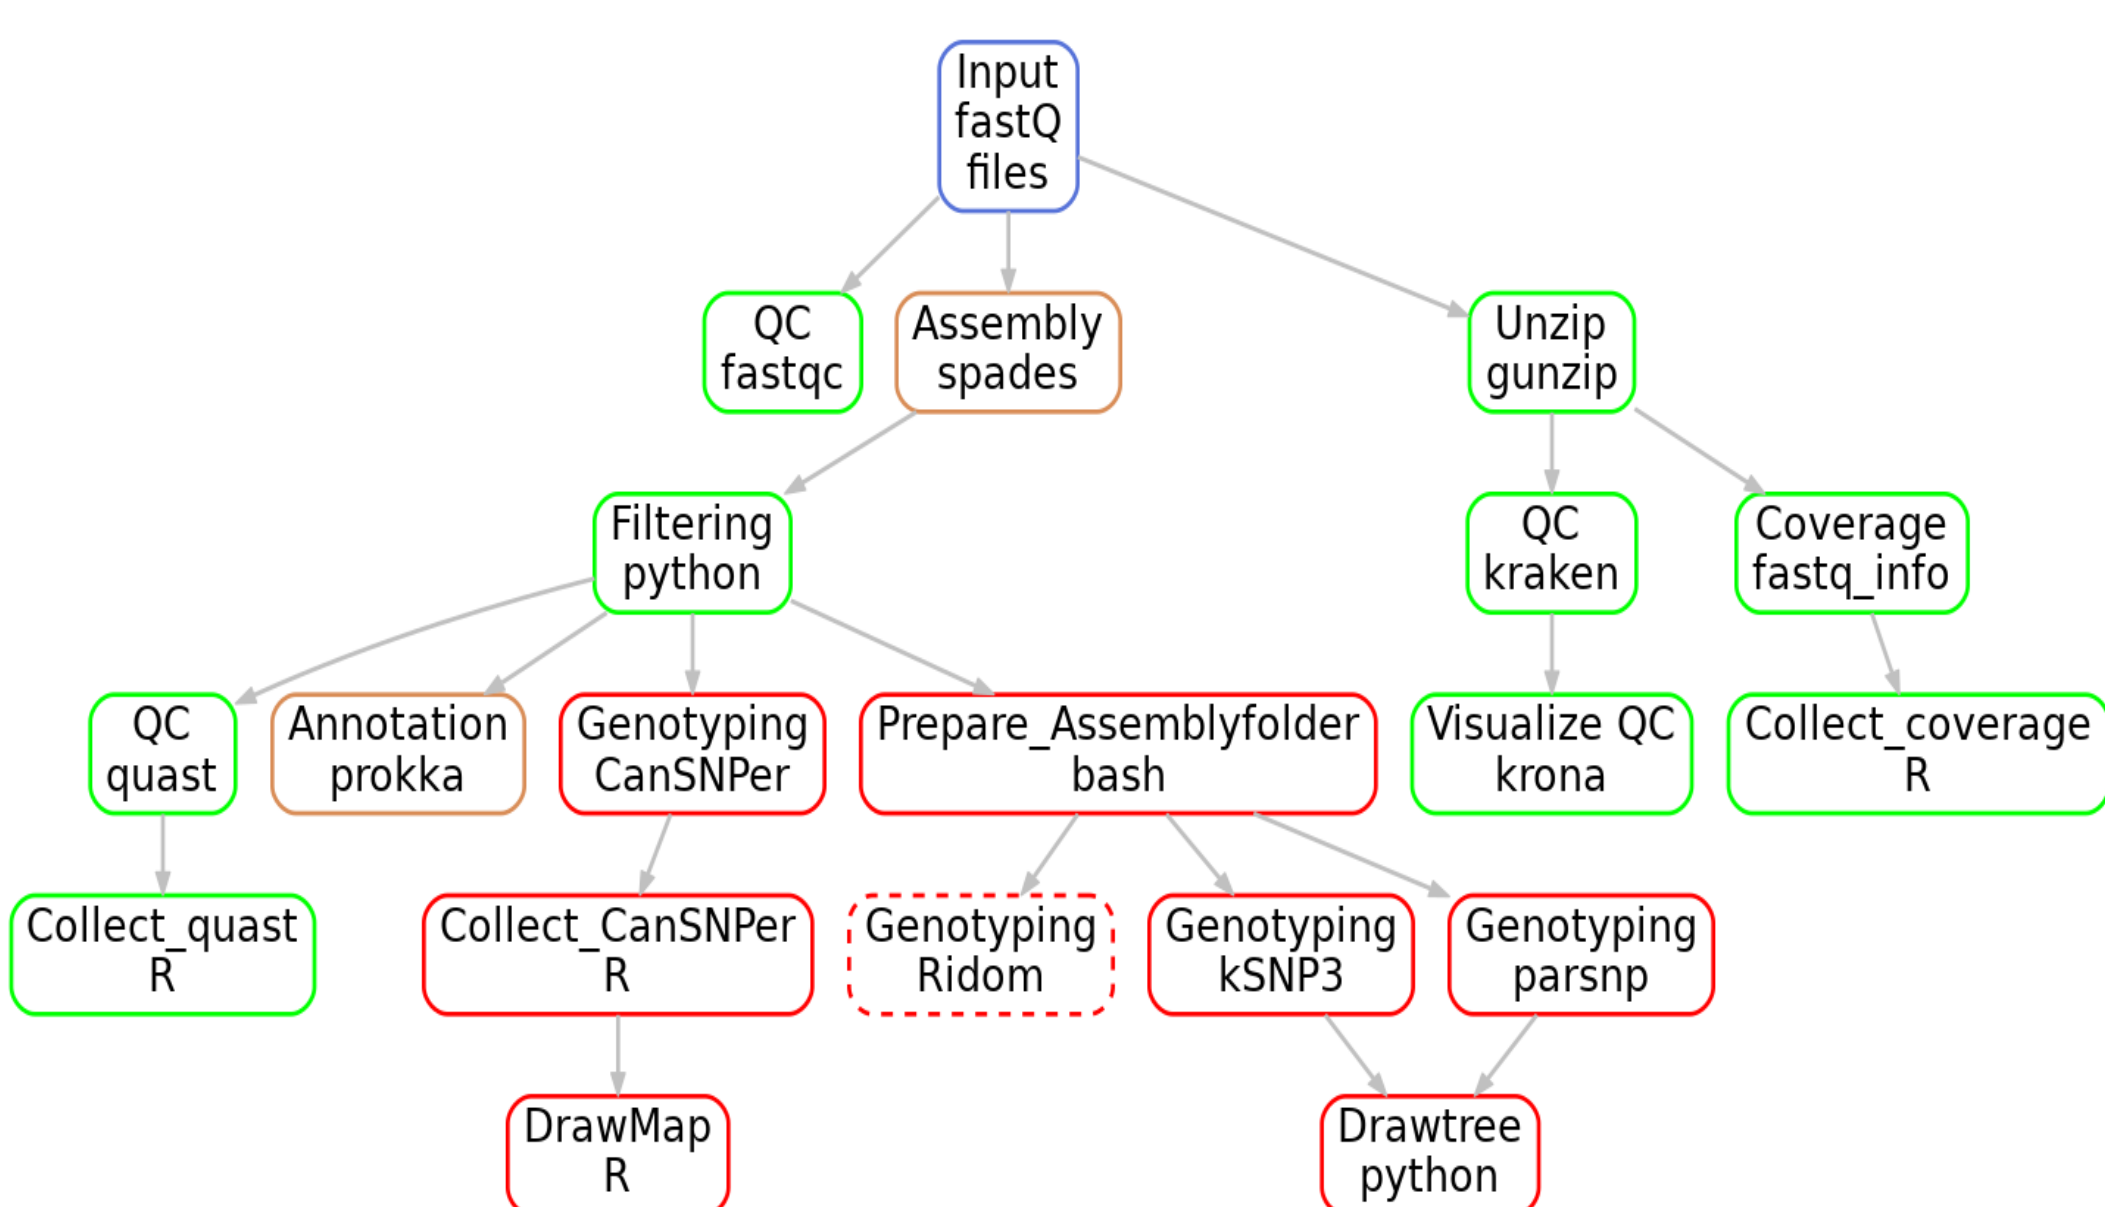 Input
fastQ
files
QC
fastqc
Assembly
spades
Unzip
gunzip
Filtering
python
QC
kraken
Coverage
fastq_info
QC
quast
Annotation
prokka
Genotyping
CanSNPer
Prepare_Assemblyfolder
bash
Visualize QC
krona
Collect_coverage
R
Collect_quast
R
Collect_CanSNPer
R
Genotyping
Ridom
Genotyping
kSNP3
Genotyping
parsnp
DrawMap
R
Drawtree
python